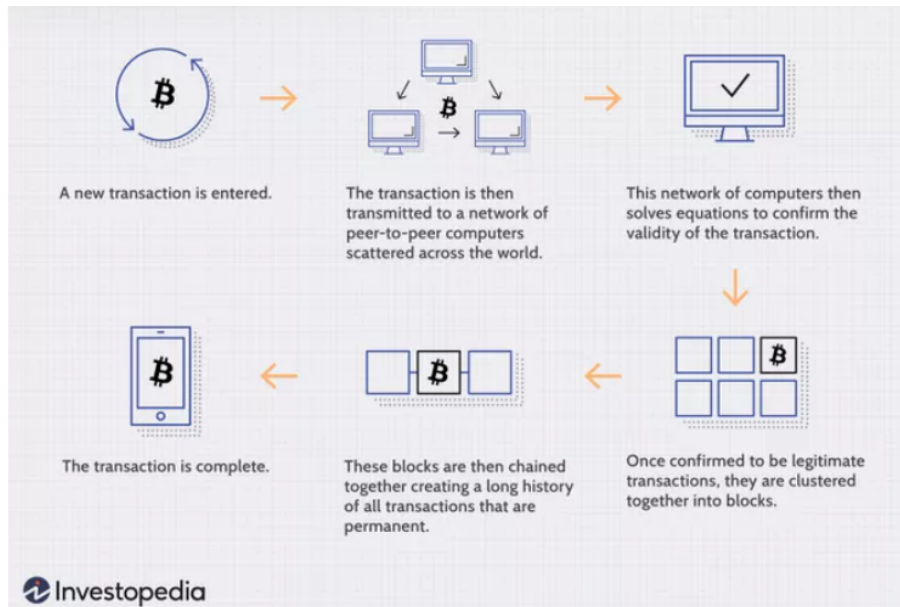 A new transaction is entered.
The transaction is then
transmitted to a network of
peer-to-peer computers
scattered across the world.
This network of computers then
solves equations to confirm the
validity of the transaction.
Once confirmed to be legitimate
transactions, they are clustered
together into blocks.
These blocks are then chained
together creating a long history
of all transactions that are
permanent.
The transaction is complete.
Investopedia